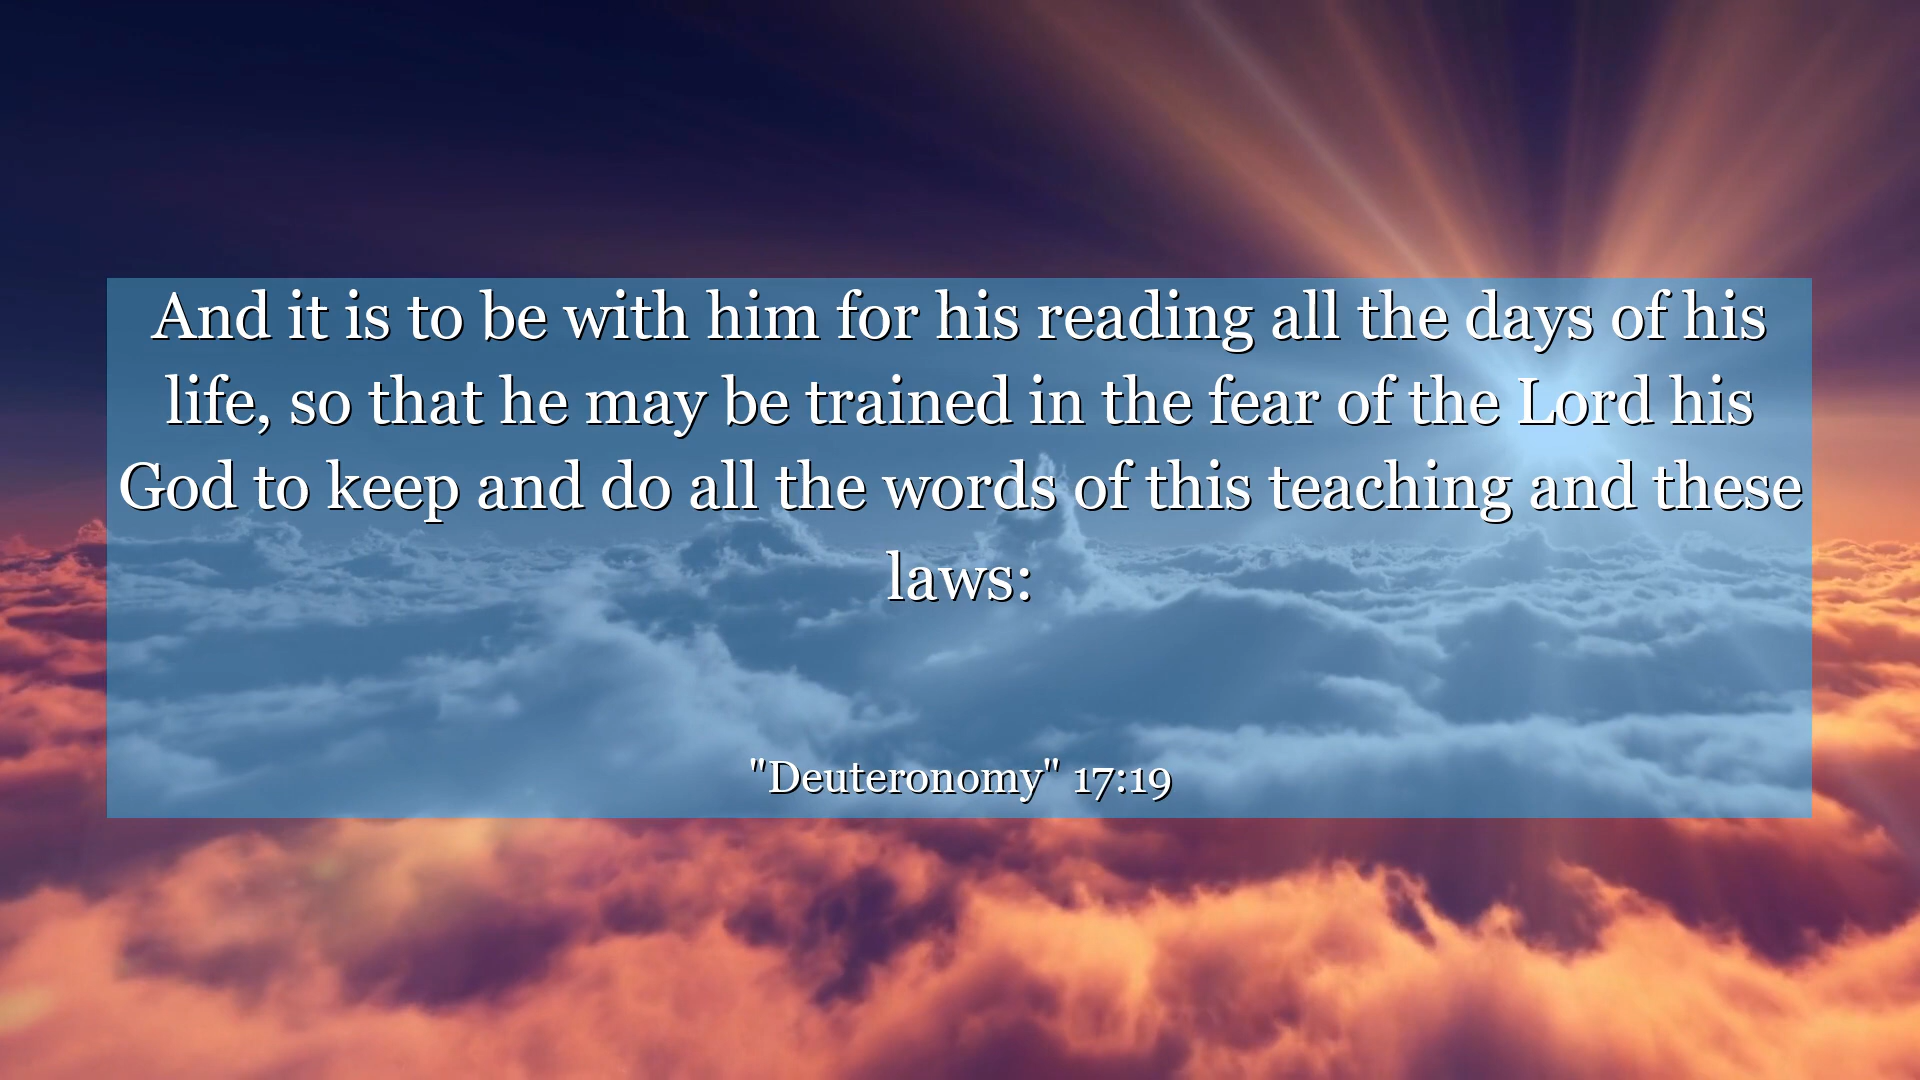 And it is to be with him for his reading all the days of his
life, so that he may be trained in the fear of the Lord his
God to keep and do all the words of this teaching and these
laws:
"Deuteronomy" 17:19